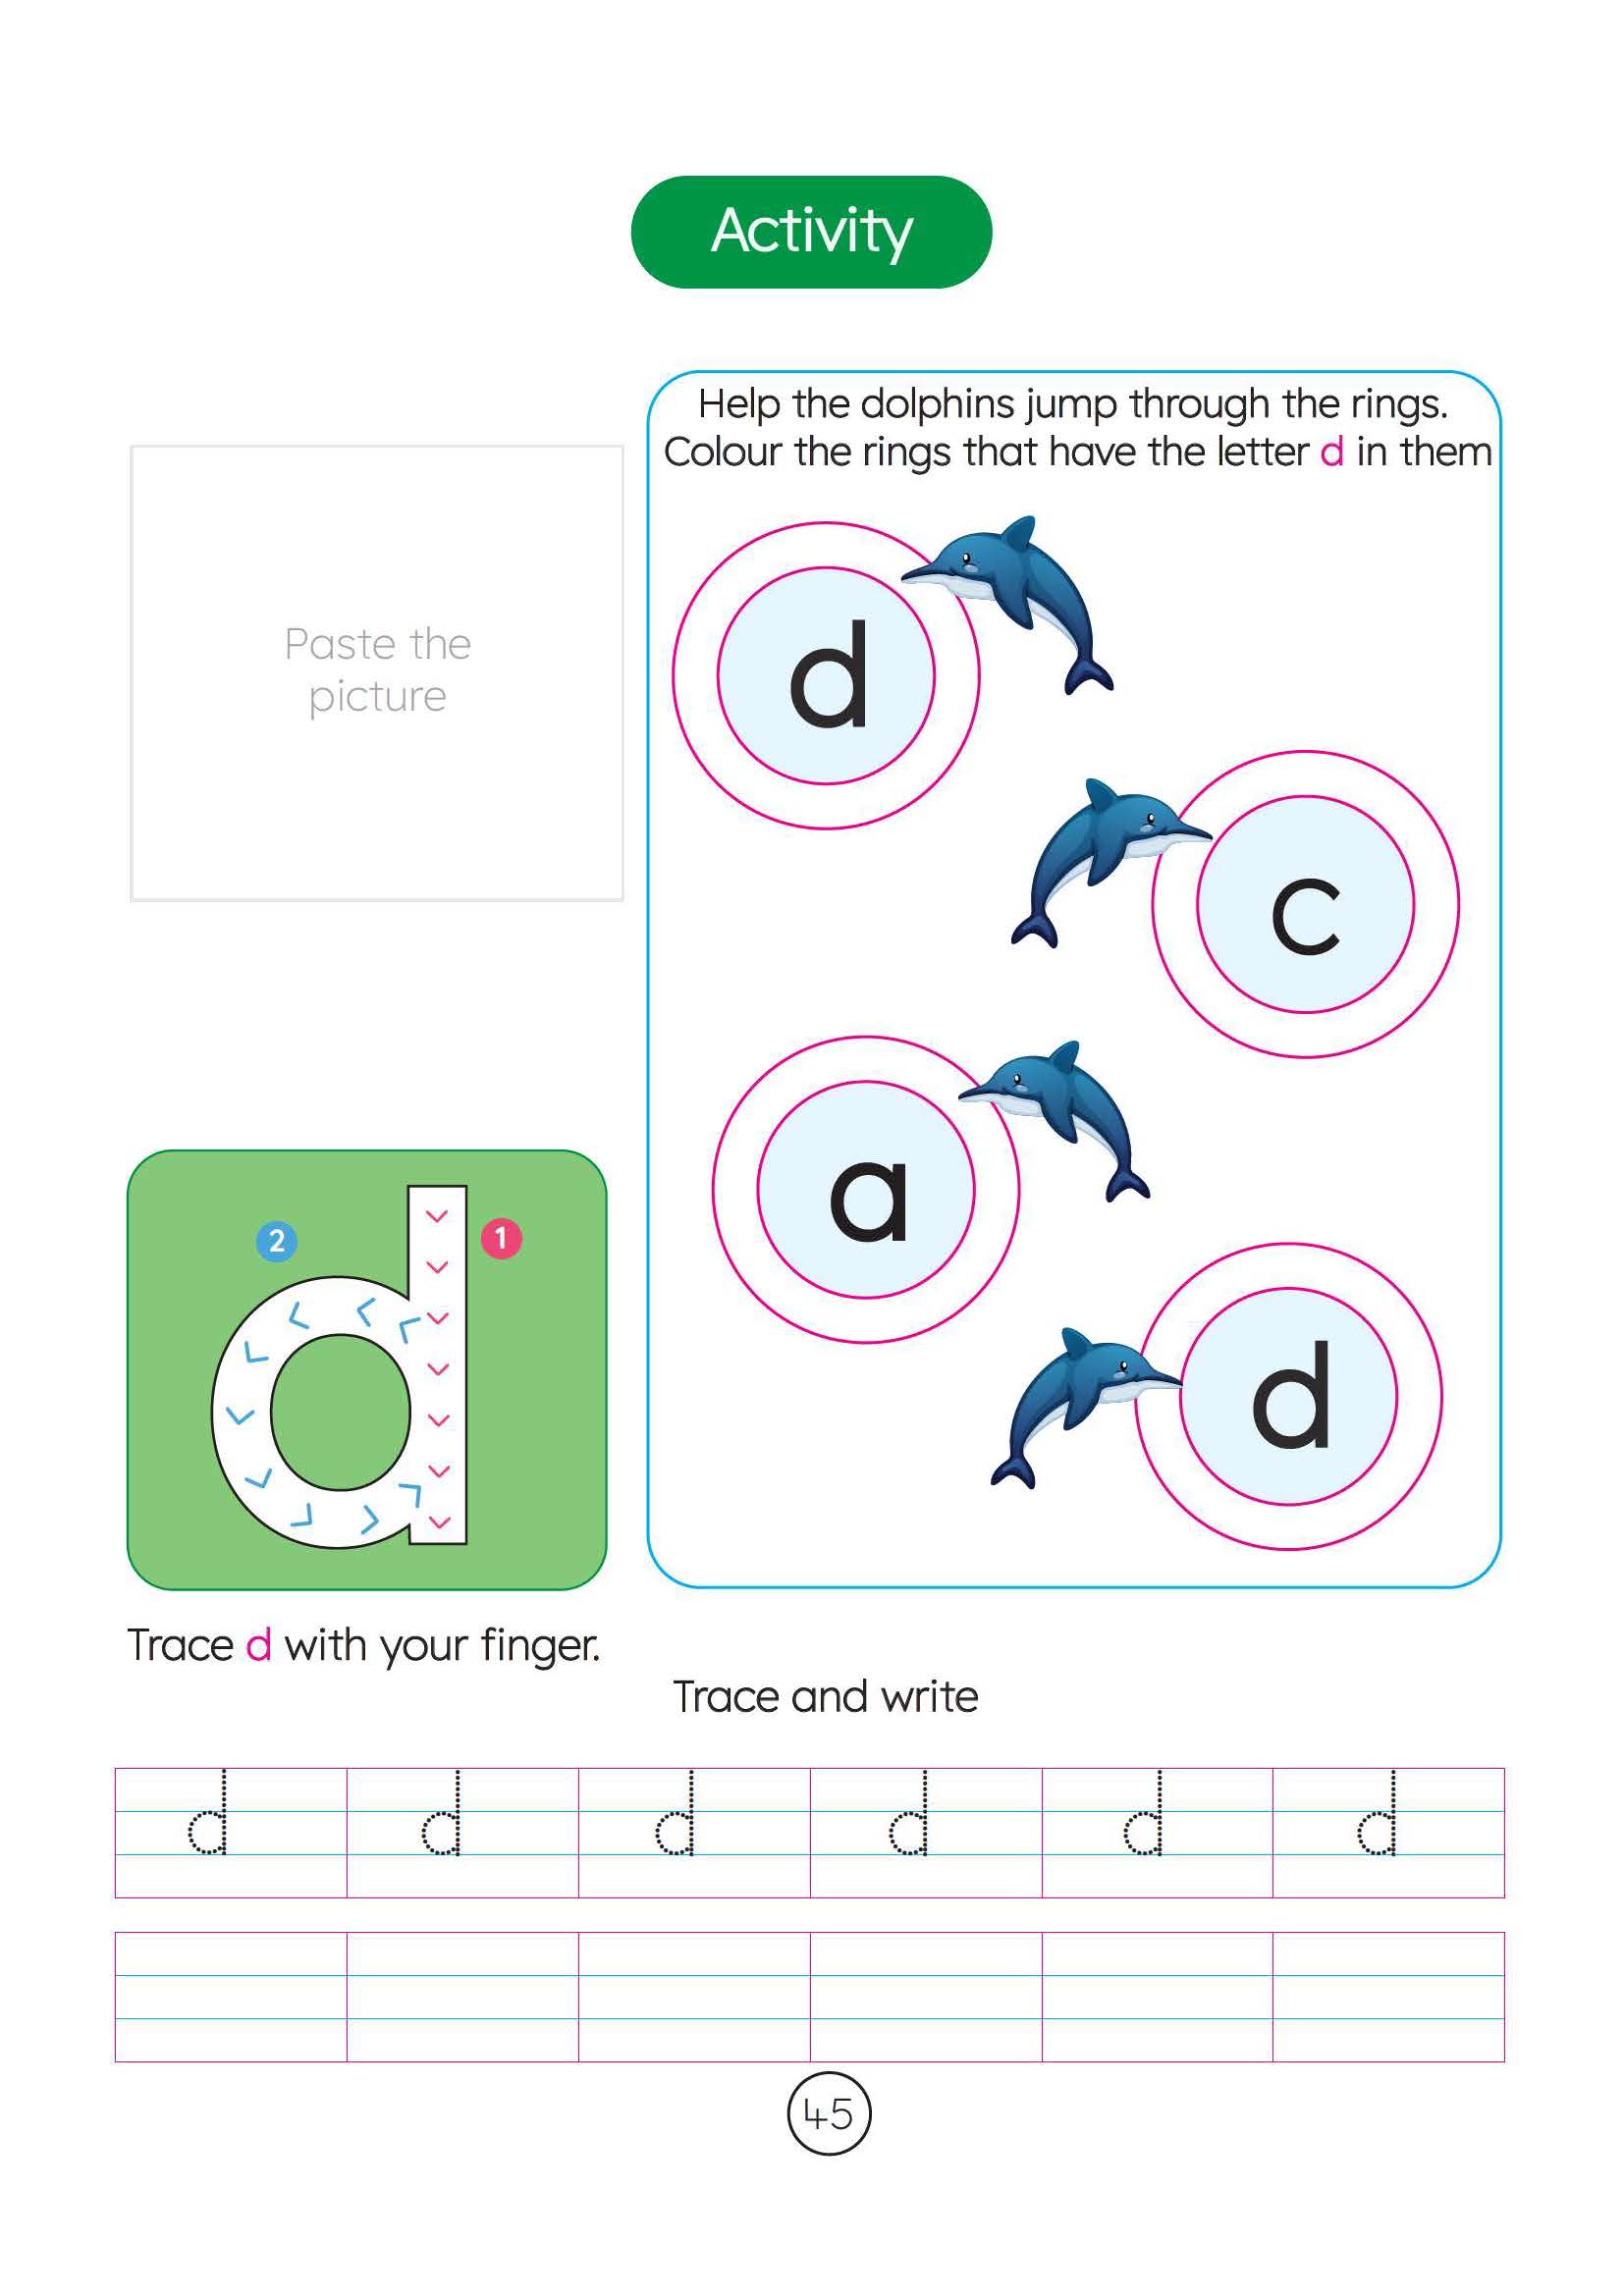 Activity
Paste the
picture
Help the dolphins jump through the rings.
Colour the rings that have the letter d in them
d
c
a
d
2
1
Trace d with your finger.
Trace and write
d d d d d d
45